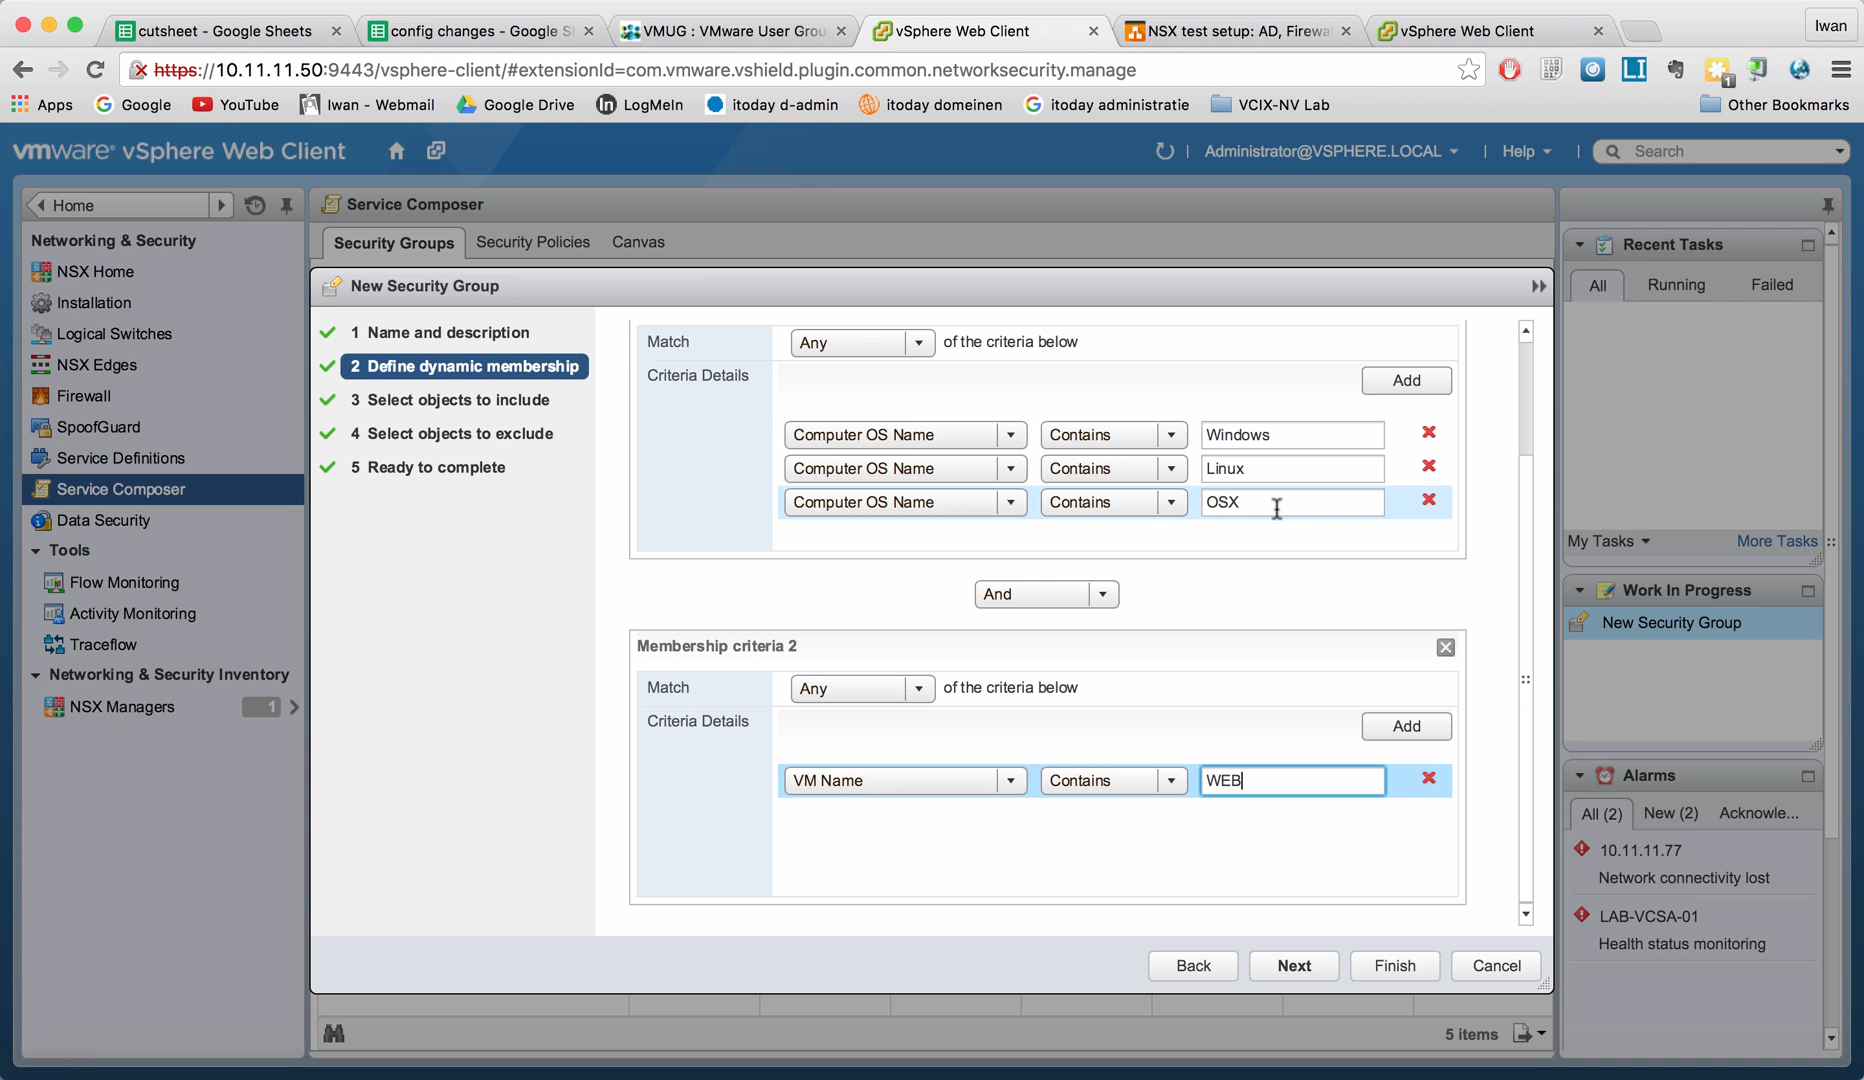 cutsheet - Google Sheets
config changes - Google S
VMUG : VMware User Grou
vSphere Web Client
NSX test setup: AD, Firewa
vSphere Web Client
Iwan
https://10.11.11.50:9443/vsphere-client/#extensionId=com.vmware.vshield.plugin.common.networksecurity.manage
1
Apps
Google
YouTube
Iwan - Webmail
Google Drive
LogMeIn
itoday d-admin
itoday domeinen
itoday administratie
VCIX-NV Lab
Other Bookmarks
vmware vSphere Web Client
Administrator@VSPHERE.LOCAL
Help
Search
Home
Networking & Security
NSX Home
Installation
Logical Switches
NSX Edges
Firewall
SpoofGuard
Service Definitions
Service Composer
Data Security
Tools
Flow Monitoring
Activity Monitoring
Traceflow
Networking & Security Inventory
NSX Managers 1
Service Composer
Security Groups
Security Policies
Canvas
New Security Group
1 Name and description
2 Define dynamic membership
3 Select objects to include
4 Select objects to exclude
5 Ready to complete
Match Any of the criteria below
Criteria Details
Add
Computer OS Name Contains Windows
Computer OS Name Contains Linux
Computer OS Name Contains OSX
And
Membership criteria 2
Match Any of the criteria below
Criteria Details
Add
VM Name Contains WEB
Back
Next
Finish
Cancel
5 items
Recent Tasks
All
Running
Failed
My Tasks
More Tasks
Work In Progress
New Security Group
Alarms
All (2)
New (2)
Acknowle...
10.11.11.77
Network connectivity lost
LAB-VCSA-01
Health status monitoring